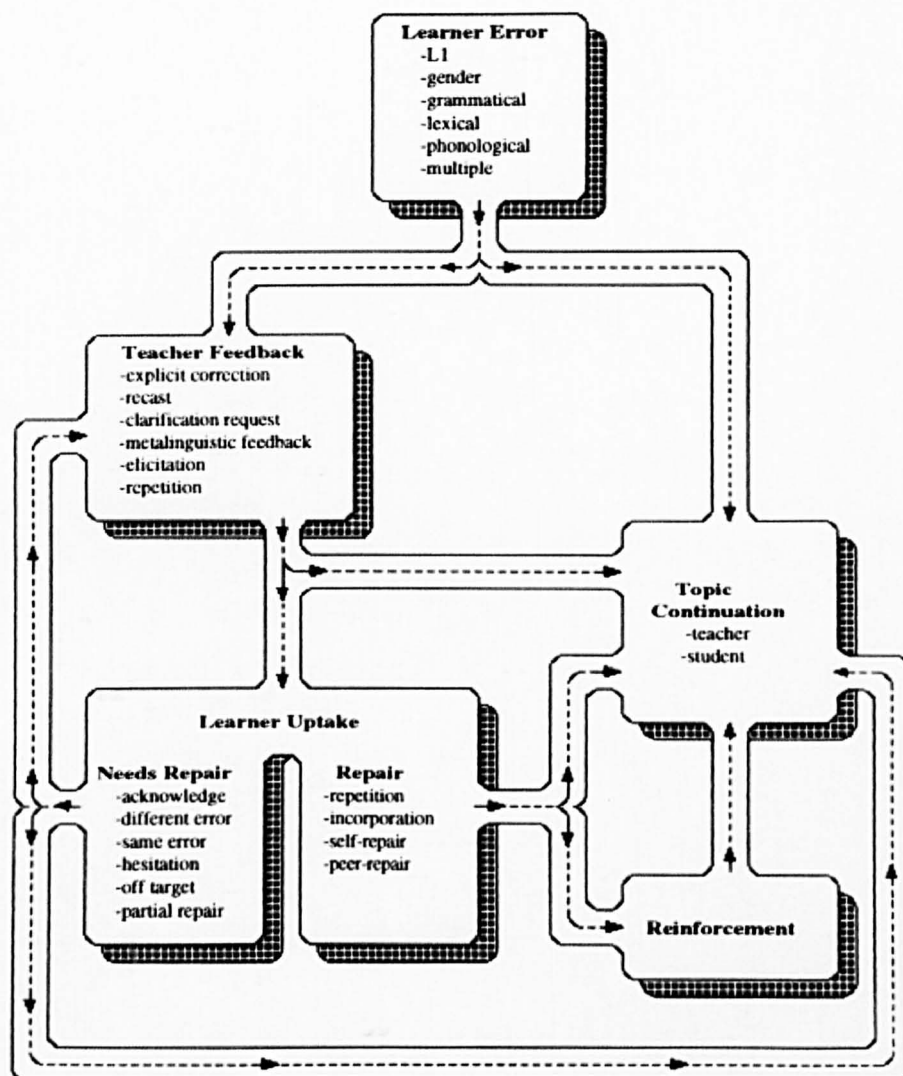 Learner Error
-L1
-gender
-grammatical
-lexical
-phonological
-multiple
Teacher Feedback
-explicit correction
-recast
-clarification request
-metalinguistic feedback
-elicitation
-repetition
Topic
Continuation
-teacher
-student
Learner Uptake
Needs Repair
-acknowledge
-different error
-same error
-hesitation
-off target
-partial repair
Repair
-repetition
-incorporation
-self-repair
-peer-repair
Reinforcement